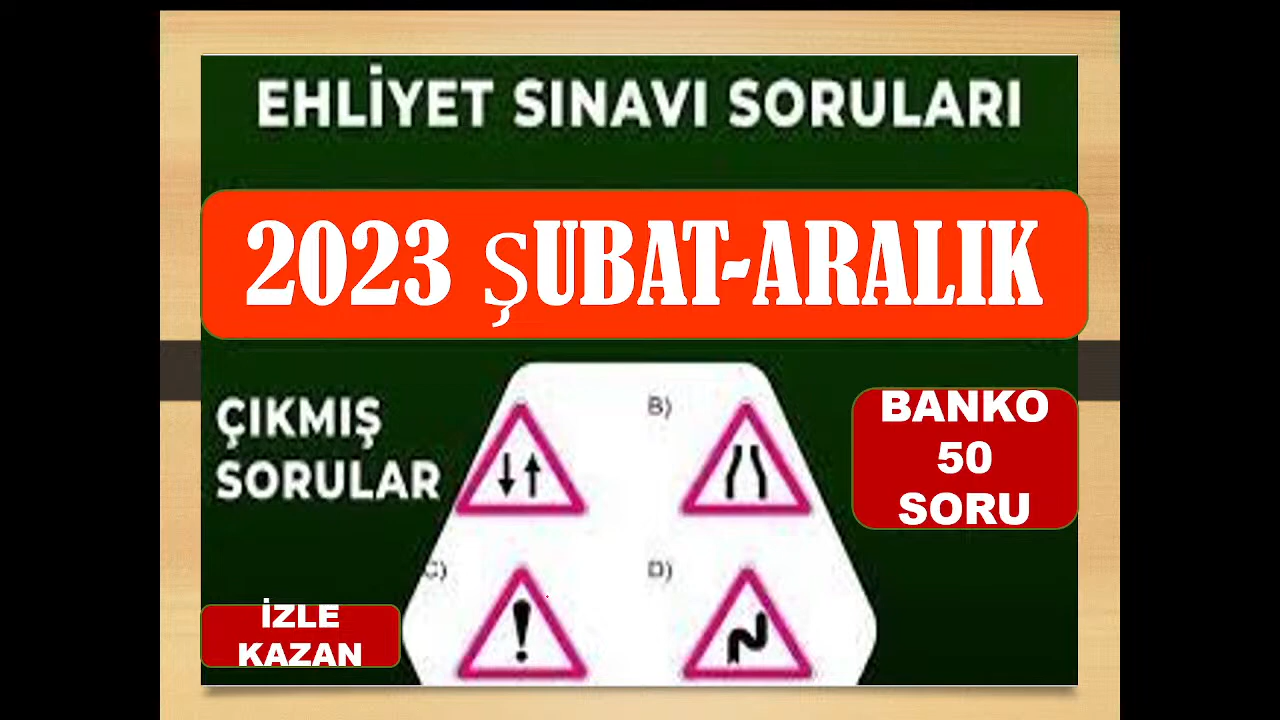 EHLİYET SINAVI SORULARI
2023 ŞUBAT-ARALIK
ÇIKMIŞ
SORULAR
B)
BANKO
50
SORU
C)
D)
İZLE
KAZAN